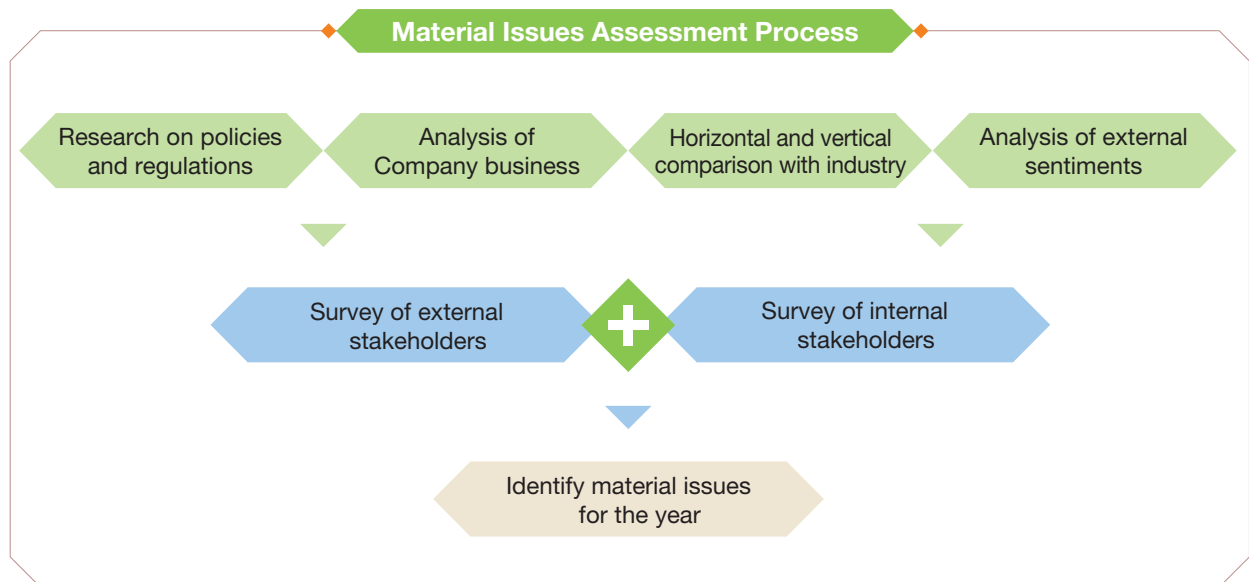 Material Issues Assessment Process
Research on policies
and regulations
Analysis of
Company business
Horizontal and vertical
comparison with industry
Analysis of external
sentiments
Survey of external
stakeholders
Survey of internal
stakeholders
Identify material issues
for the year